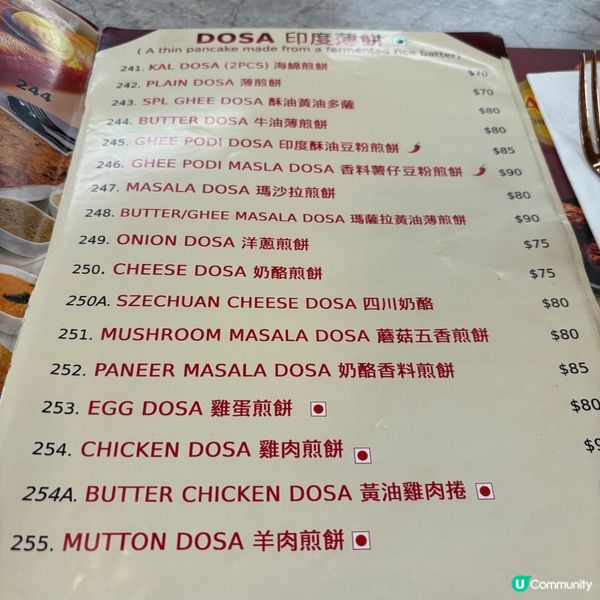 244
DOSA 印度薄餅
( A thin pancake made from a fermented rice batter)
241. KAL DOSA (2PCS) 海綿煎餅 $70
242. PLAIN DOSA 薄煎餅 $70
243. SPL GHEE DOSA 酥油黃油多薩 $80
244. BUTTER DOSA 牛油薄煎餅 $80
245. GHEE PODI DOSA 印度酥油豆粉煎餅 $85
246. GHEE PODI MASLA DOSA 香料薯仔豆粉煎餅 $90
247. MASALA DOSA 瑪沙拉煎餅 $80
248. BUTTER/GHEE MASALA DOSA 瑪薩拉黃油薄煎餅 $90
249. ONION DOSA 洋蔥煎餅 $75
250. CHEESE DOSA 奶酪煎餅 $75
250A. SZECHUAN CHEESE DOSA 四川奶酪 $80
251. MUSHROOM MASALA DOSA 蘑菇五香煎餅 $80
252. PANEER MASALA DOSA 奶酪香料煎餅 $85
253. EGG DOSA 雞蛋煎餅 $80
254. CHICKEN DOSA 雞肉煎餅
254A. BUTTER CHICKEN DOSA 黃油雞肉捲
255. MUTTON DOSA 羊肉煎餅
U Community